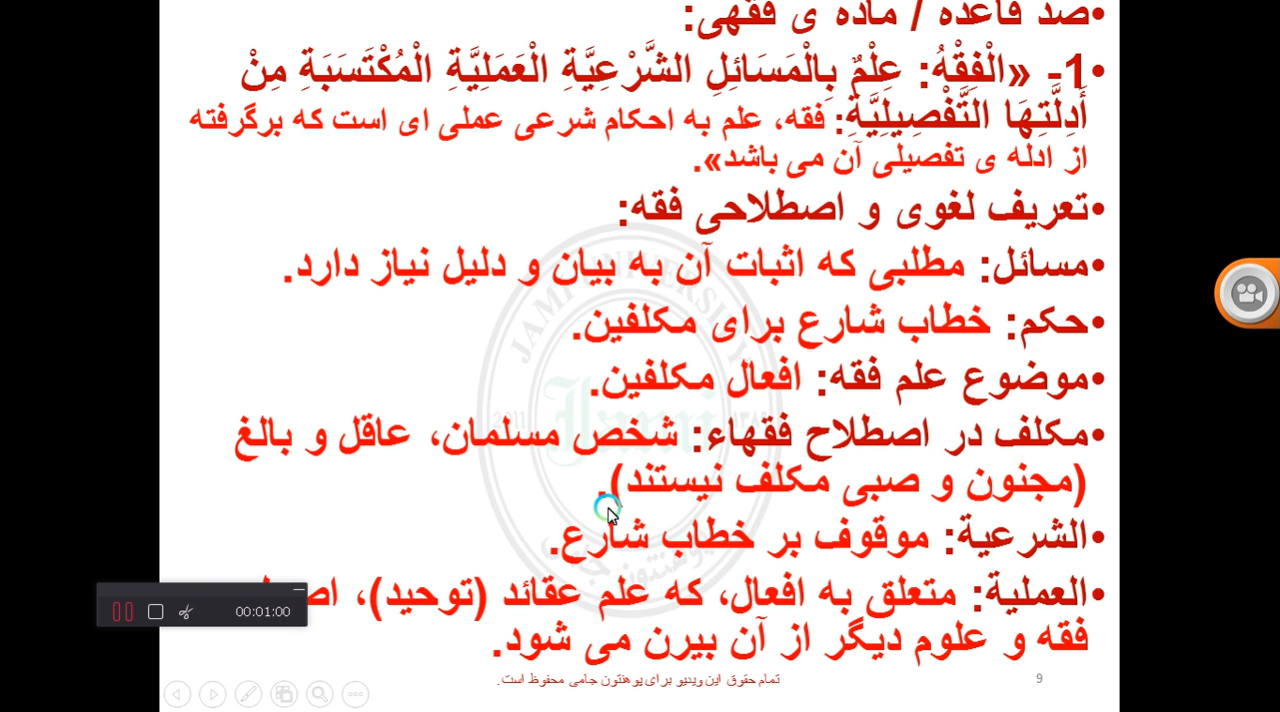 •صد قاعده / ماده ی فقهی:
•1- «الْفِقْهُ: عِلْمٌ بِالْمَسَائِلِ الشَّرْعِيَّةِ الْعَمَلِيَّةِ الْمُكْتَسَبَةِ مِنْ
أَدِلَّتِهَا التَّفْصِيلِيَّةِ: فقه، علم به احکام شرعی عملی ای است که برگرفته
از ادله ی تفصیلی آن می باشد».
•تعریف لغوی و اصطلاحی فقه:
•مسائل: مطلبی که اثبات آن به بیان و دلیل نیاز دارد.
•حکم: خطاب شارع برای مکلفین.
•موضوع علم فقه: افعال مکلفین.
•مکلف در اصطلاح فقهاء: شخص مسلمان، عاقل و بالغ
(مجنون و صبی مکلف نیستند).
•الشرعية: موقوف بر خطاب شارع.
•العملية: متعلق به افعال، که علم عقائد (توحید)،
فقه و علوم دیگر از آن بیرن می شود.
تمام حقوق این ویدیو برای پوهنتون جامی محفوظ است.
9
00:01:00
JAMI UNIVERSITY
2011
Jami